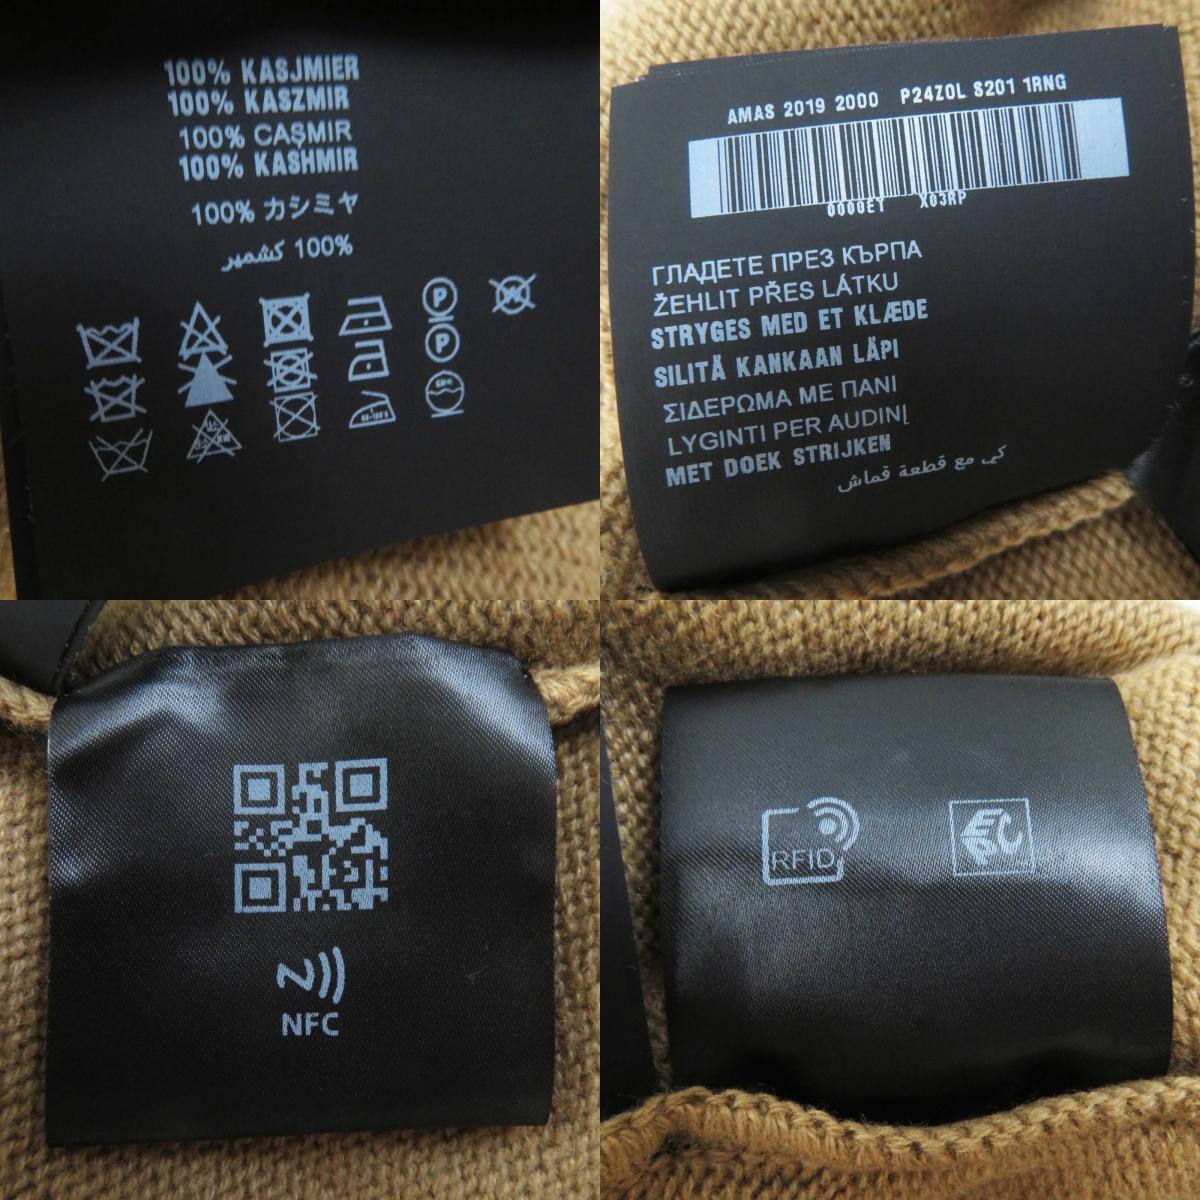 100% KASJMIER
100% KASZMIR
100% CAŞMIR
100% KASHMIR
100% カシミヤ
100% كشمير
P
P
W
AMAS 2019 2000 P24Z0L S201 1RNG
0000ET X03RP
ГЛАДЕТЕ ПРЕЗ КЪРПА
ŽEHLIT PŘES LÁTKU
STRYGES MED ET KLÆDE
SILITÄ KANKAAN LÄPI
ΣΙΔΕΡΩΜΑ ΜΕ ΠΑΝΙ
LYGINTI PER AUDINĮ
MET DOEK STRIJKEN
كي مع قطعة قماش
NFC
RFID
EPC